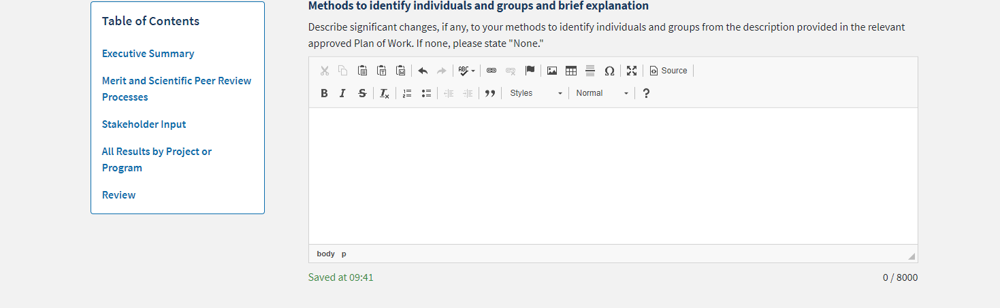 Table of Contents
Executive Summary
Merit and Scientific Peer Review
Processes
Stakeholder Input
All Results by Project or
Program
Review
Methods to identify individuals and groups and brief explanation
Describe significant changes, if any, to your methods to identify individuals and groups from the description provided in the relevant
approved Plan of Work. If none, please state "None."
ABC
Source
B I S Tx
Styles
Normal
?
body p
Saved at 09:41
0 / 8000